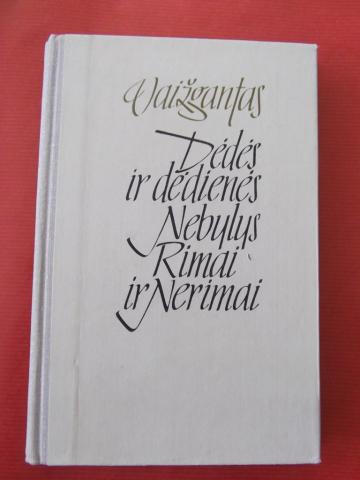 Vaižgantas
Dėdės
ir dėdienės
Nebylys
Rimai
ir Nerimai